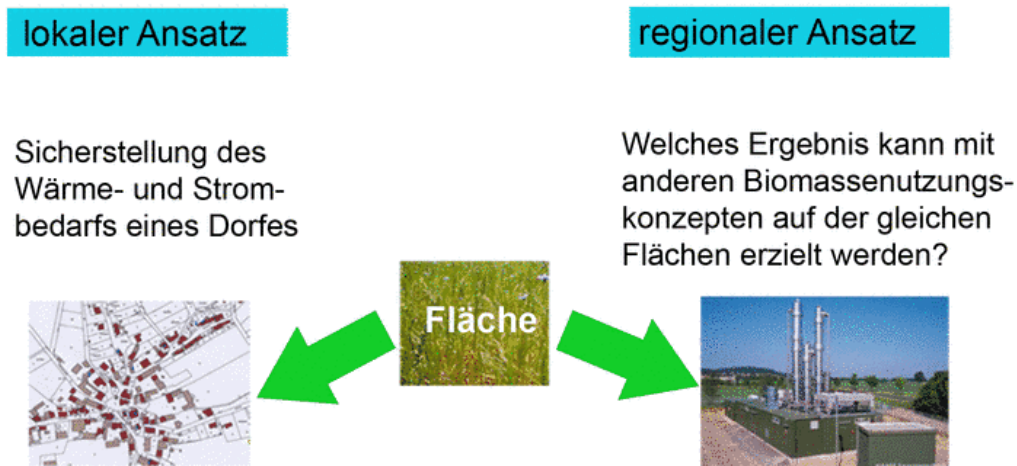 lokaler Ansatz
regionaler Ansatz
Sicherstellung des
Wärme- und Strom-
bedarfs eines Dorfes
Welches Ergebnis kann mit
anderen Biomassenutzungs-
konzepten auf der gleichen
Flächen erzielt werden?
Fläche